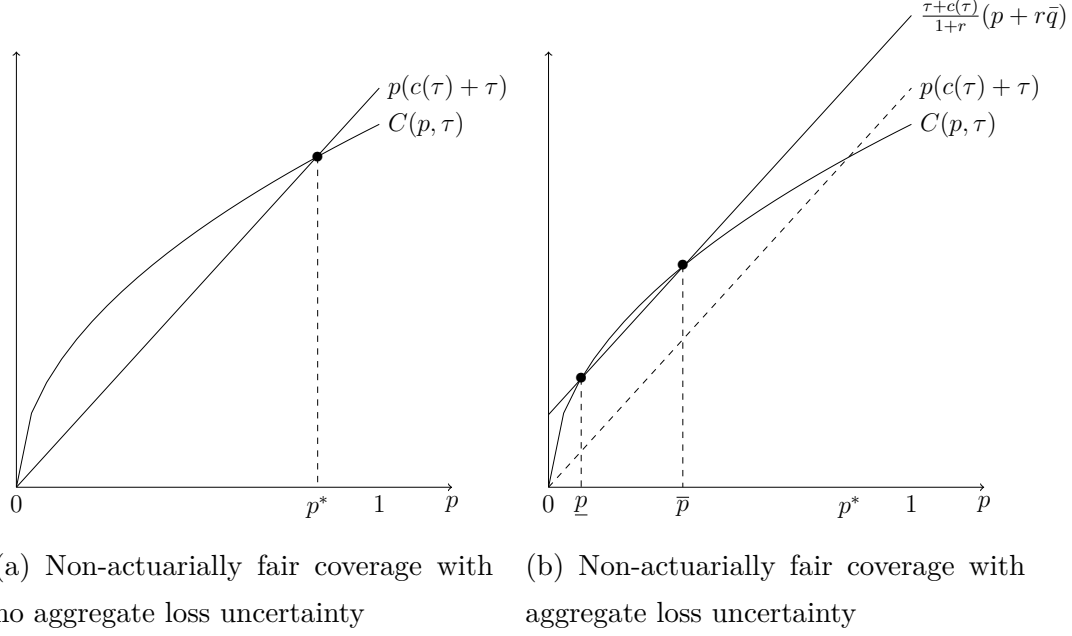 τ+c(τ)/1+r (p + rq̄)
p(c(τ) + τ)
C(p, τ)
p(c(τ) + τ)
C(p, τ)
0
p*
1
p
0
p̲
p̅
p*
1
p
a) Non-actuarially fair coverage with
no aggregate loss uncertainty
(b) Non-actuarially fair coverage with
aggregate loss uncertainty